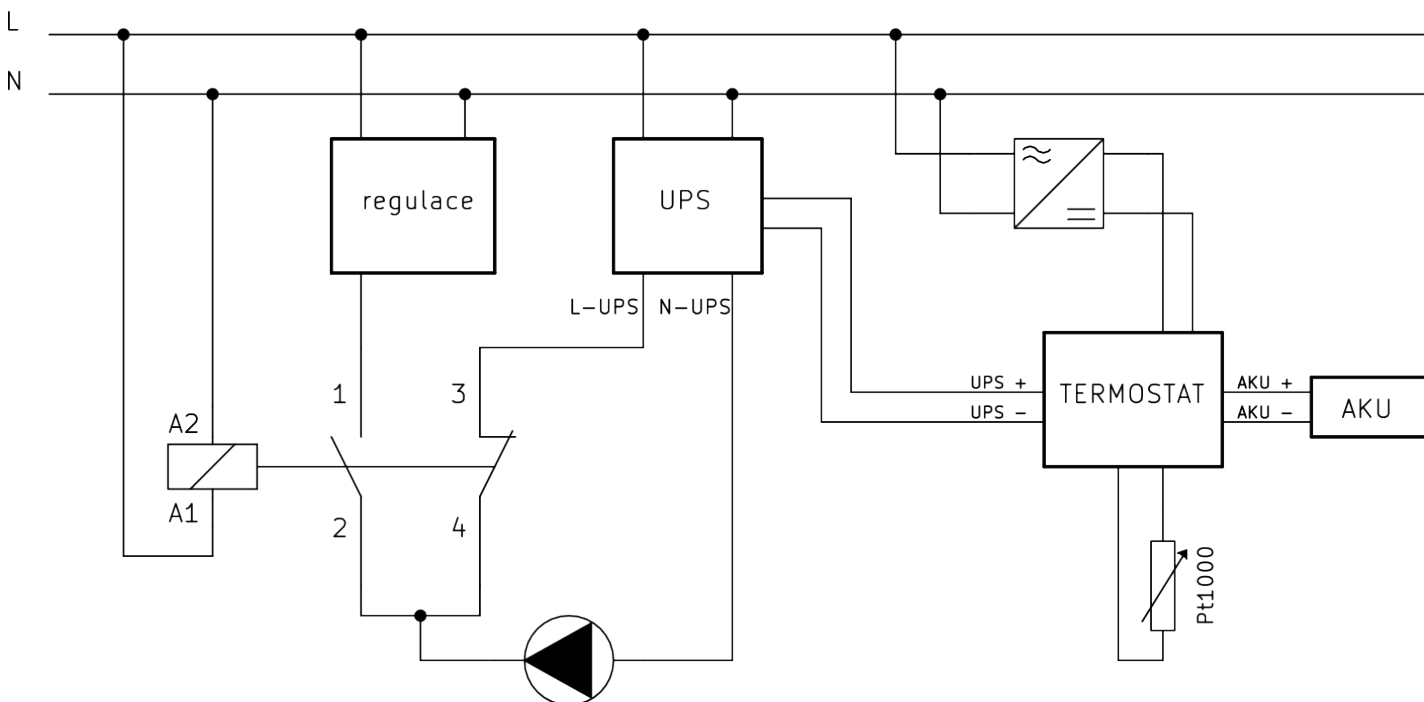 L
N
regulace
UPS
L-UPS
N-UPS
1
3
UPS +
UPS -
TERMOSTAT
AKU +
AKU -
AKU
A2
A1
2
4
Pt1000